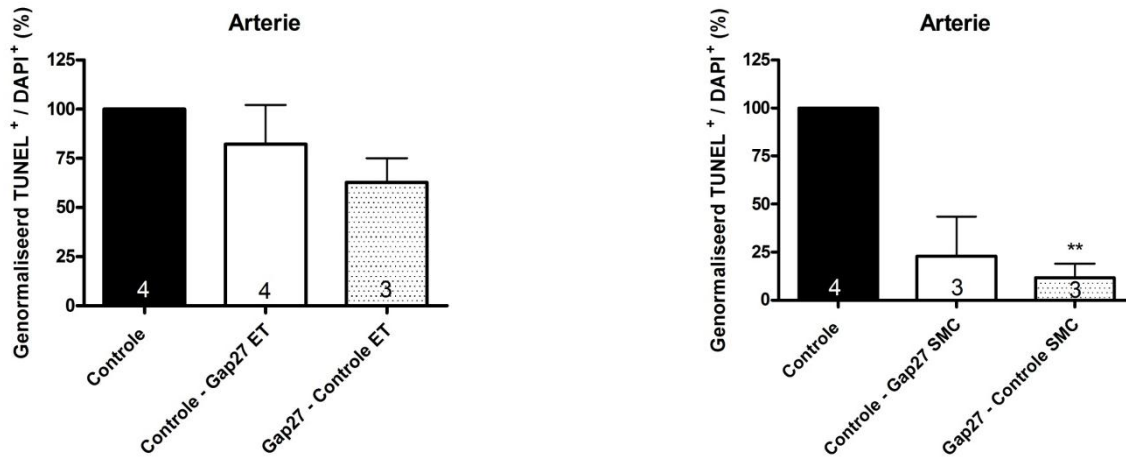 Arterie
Genormaliseerd TUNEL⁺ / DAPI⁺ (%)
125
100
75
50
25
0
4
4
3
Controle
Controle - Gap27 ET
Gap27 - Controle ET
Arterie
Genormaliseerd TUNEL⁺ / DAPI⁺ (%)
125
100
75
50
25
0
**
4
3
3
Controle
Controle - Gap27 SMC
Gap27 - Controle SMC